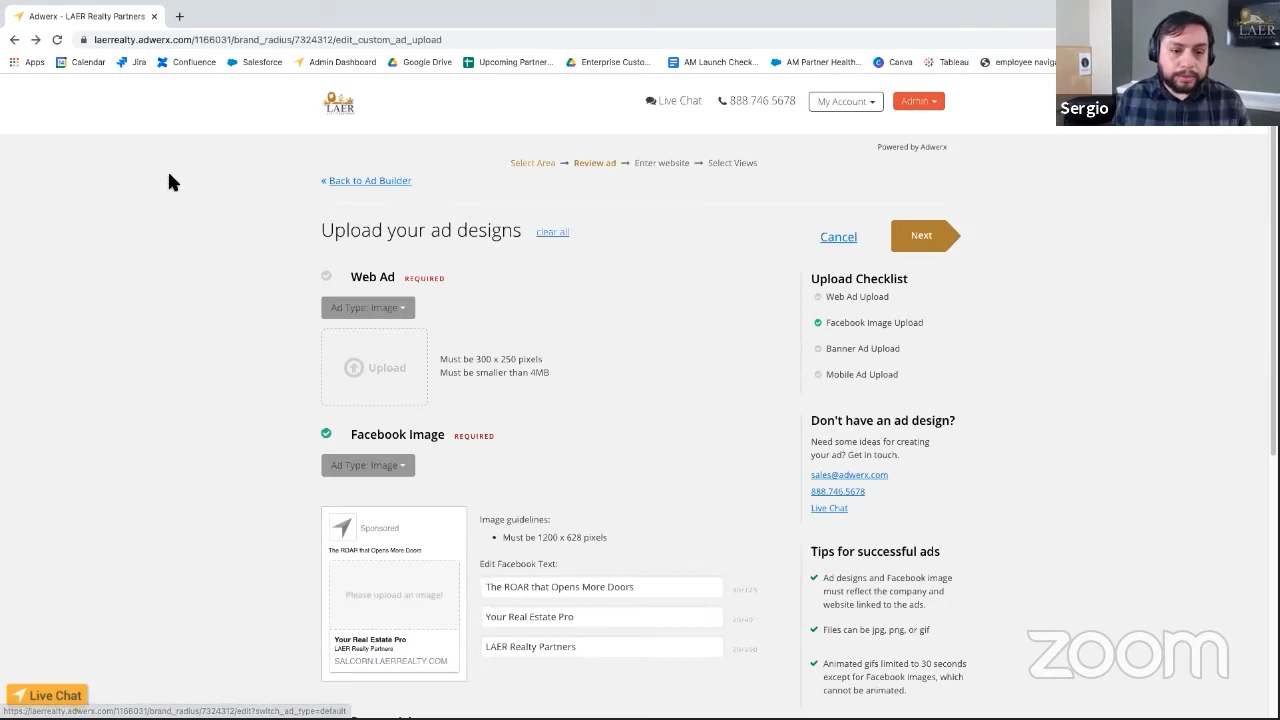 Adwerx - LAER Realty Partners
laerrealty.adwerx.com/1166031/brand_radius/7324312/edit_custom_ad_upload
Apps Calendar Jira Confluence Salesforce Admin Dashboard Google Drive Upcoming Partner... Enterprise Custo... AM Launch Check... AM Partner Health... Canva Tableau employee naviga
LAER
Sergio
LAER
Live Chat 888.746.5678 My Account Admin
Powered by Adwerx
Select Area → Review ad → Enter website → Select Views
« Back to Ad Builder
Upload your ad designs clear all
Cancel
Next
Web Ad REQUIRED
Ad Type: Image
Upload
Must be 300 x 250 pixels
Must be smaller than 4MB
Facebook Image REQUIRED
Ad Type: Image
Sponsored
The ROAR that Opens More Doors
Please upload an image!
Your Real Estate Pro
LAER Realty Partners
SALCORN.LAERREALTY.COM
Image guidelines:
• Must be 1200 x 628 pixels
Edit Facebook Text:
The ROAR that Opens More Doors
Your Real Estate Pro
LAER Realty Partners
Upload Checklist
Web Ad Upload
Facebook Image Upload
Banner Ad Upload
Mobile Ad Upload
Don't have an ad design?
Need some ideas for creating
your ad? Get in touch.
sales@adwerx.com
888.746.5678
Live Chat
Tips for successful ads
Ad designs and Facebook image
must reflect the company and
website linked to the ads.
Files can be jpg, png, or gif
Animated gifs limited to 30 seconds
except for Facebook images, which
cannot be animated.
zoom
Live Chat
https://laerrealty.adwerx.com/1166031/brand_radius/7324312/edit?switch_ad_type=default